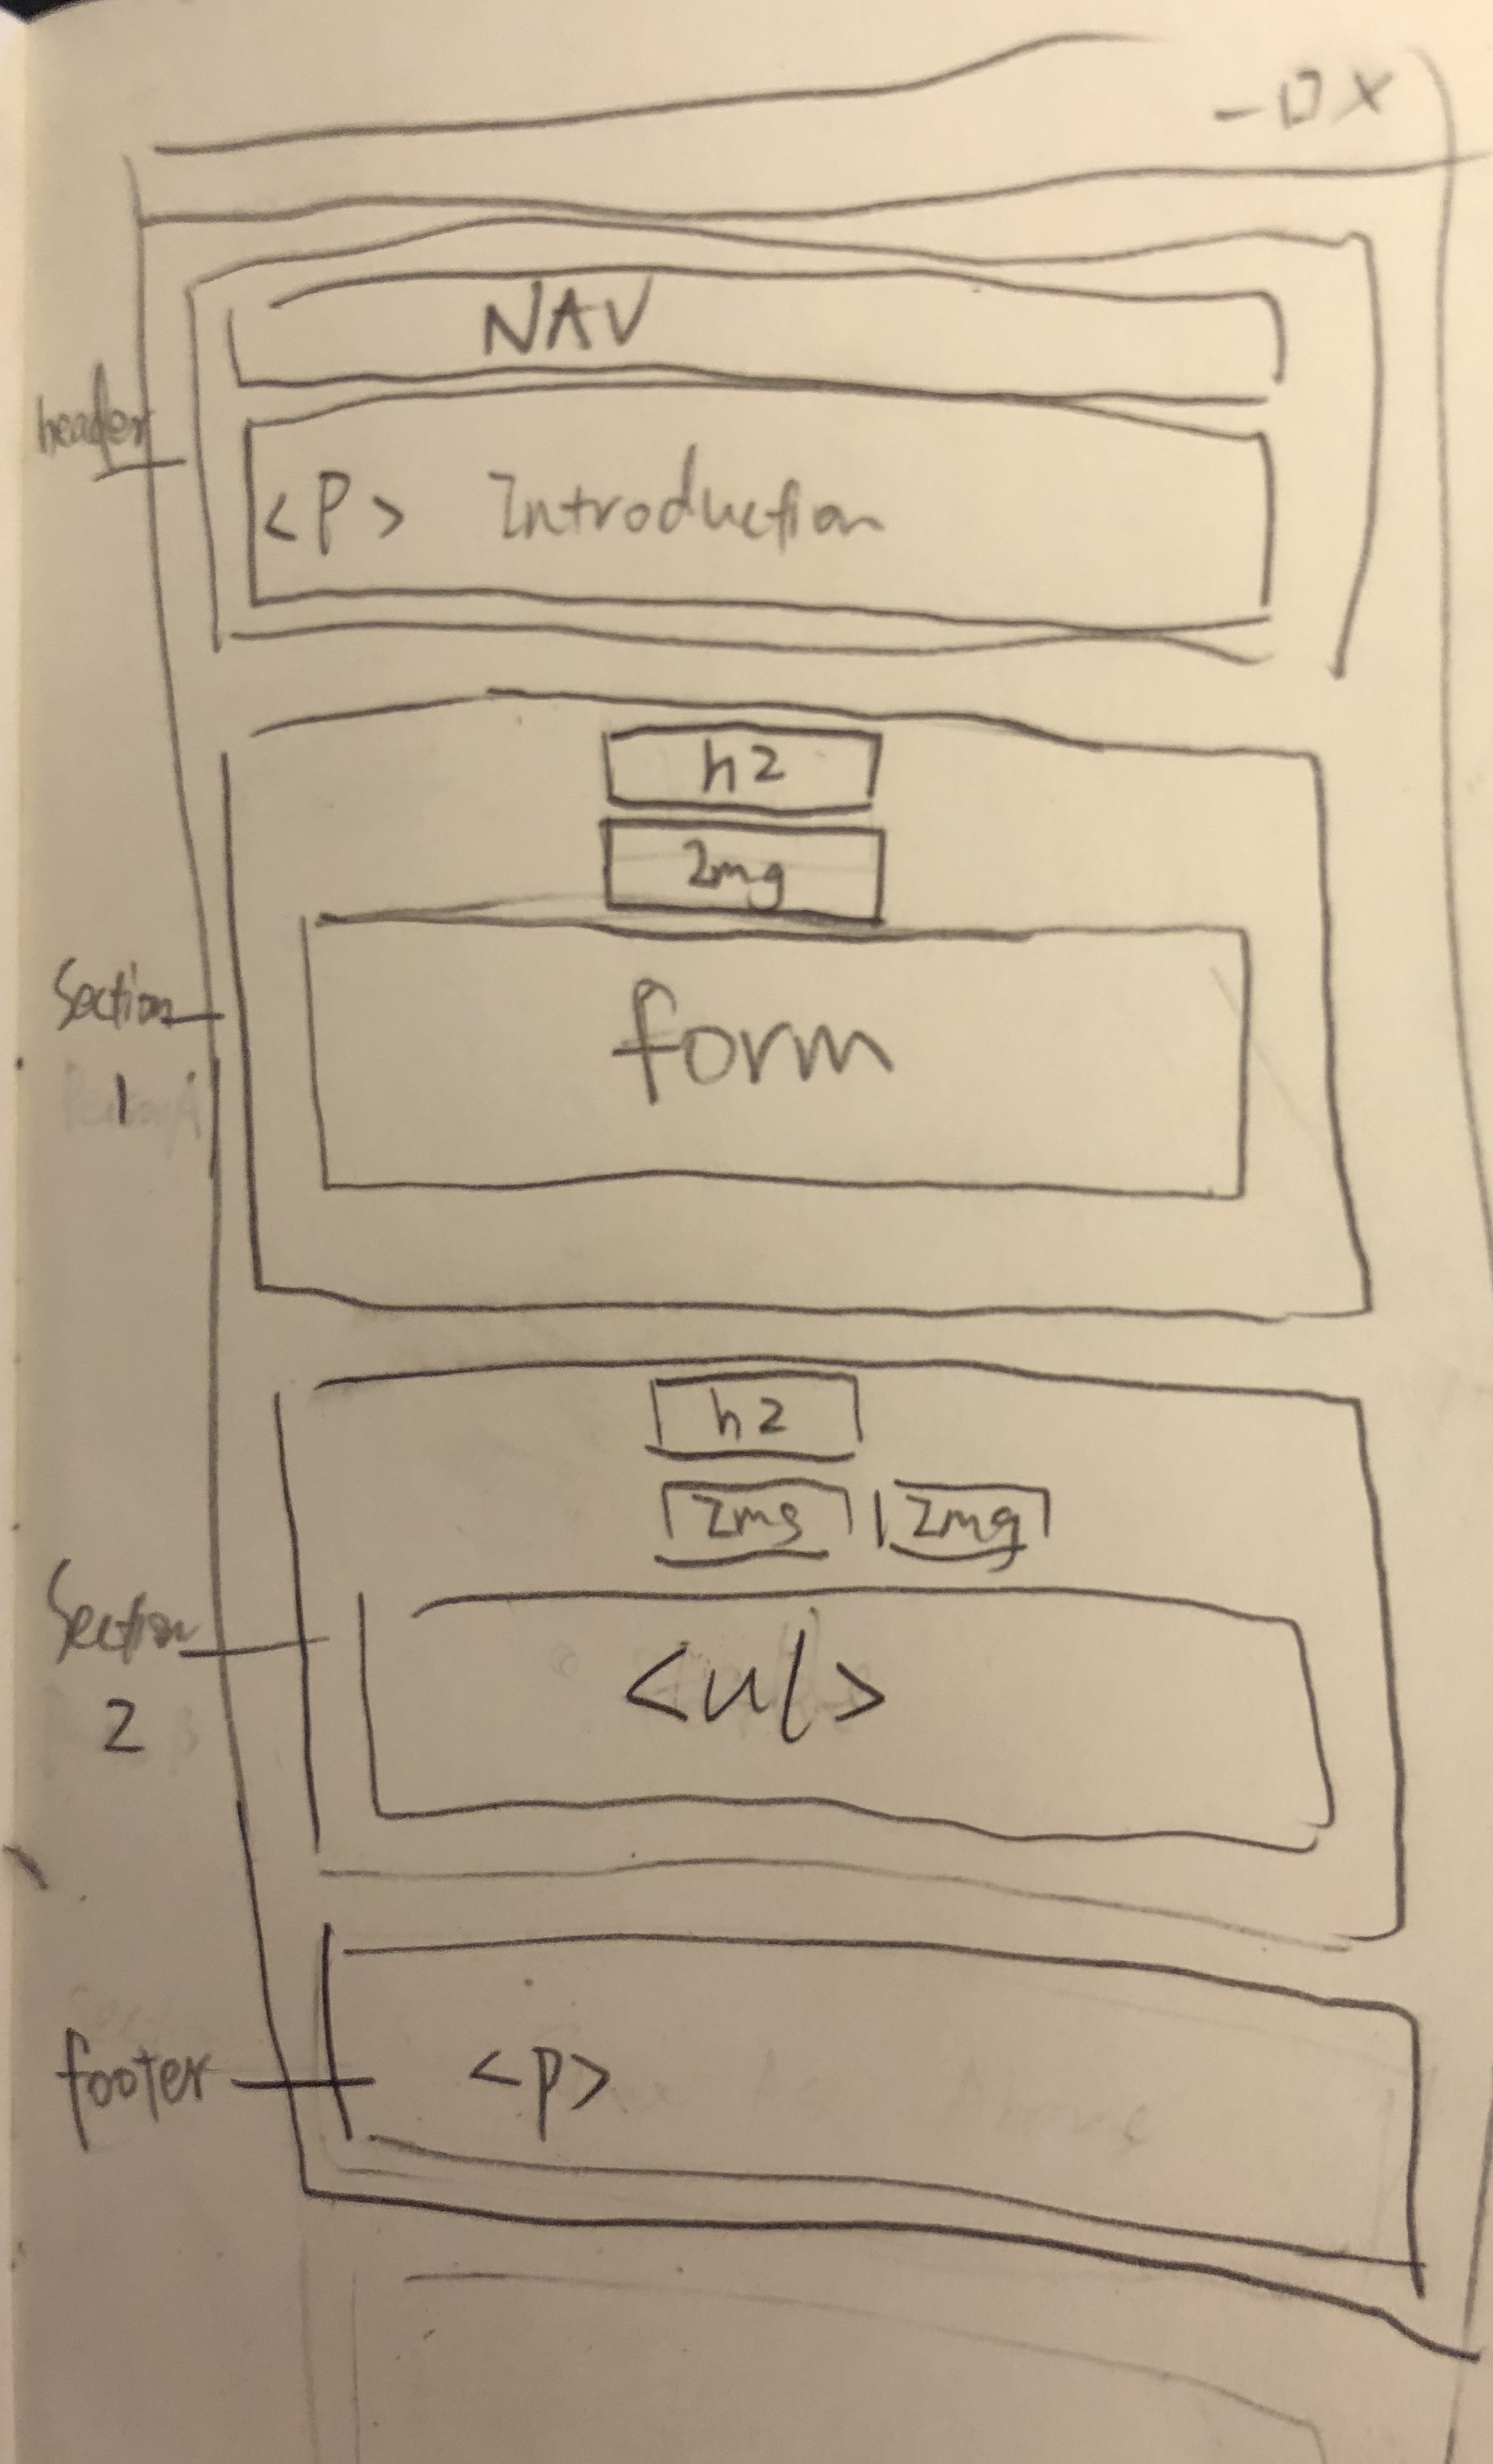 - □ X
NAV
header
<P> Introduction
h2
Img
Section
1
form
h2
Img Img
Section
2
<ul>
footer
<p>